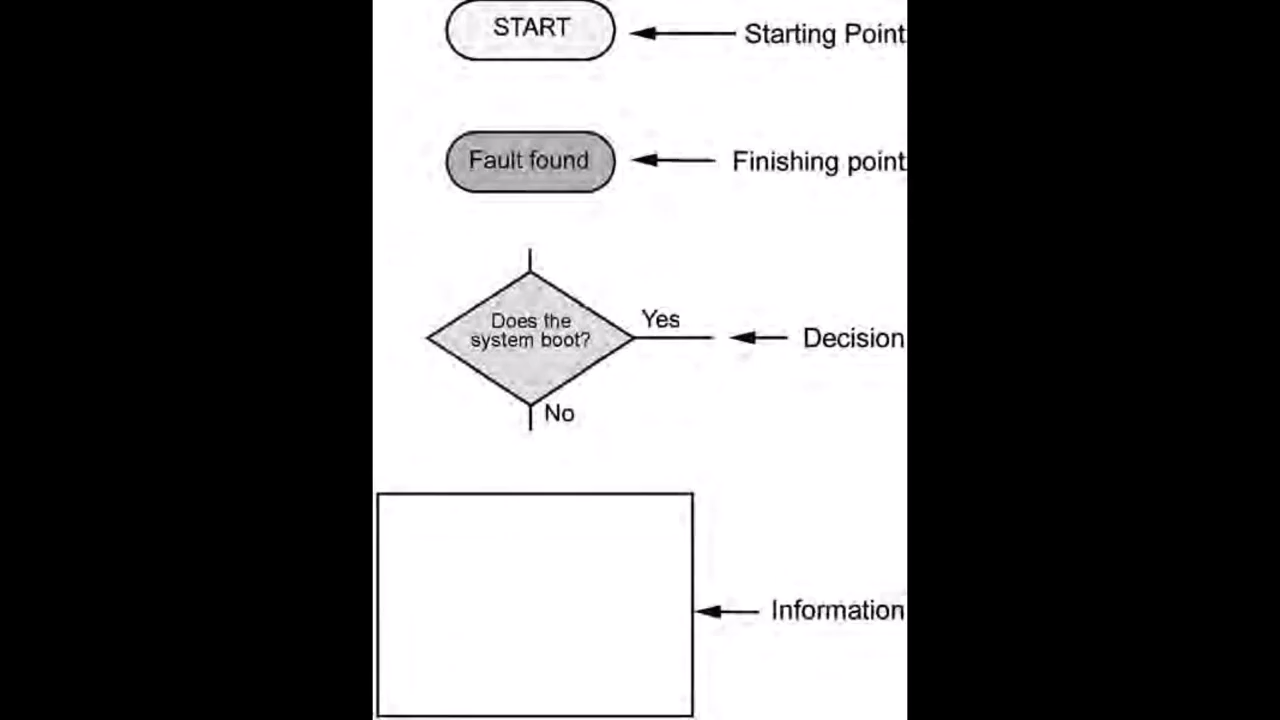 START
Starting Point
Fault found
Finishing point
Does the
system boot?
Yes
Decision
No
Information